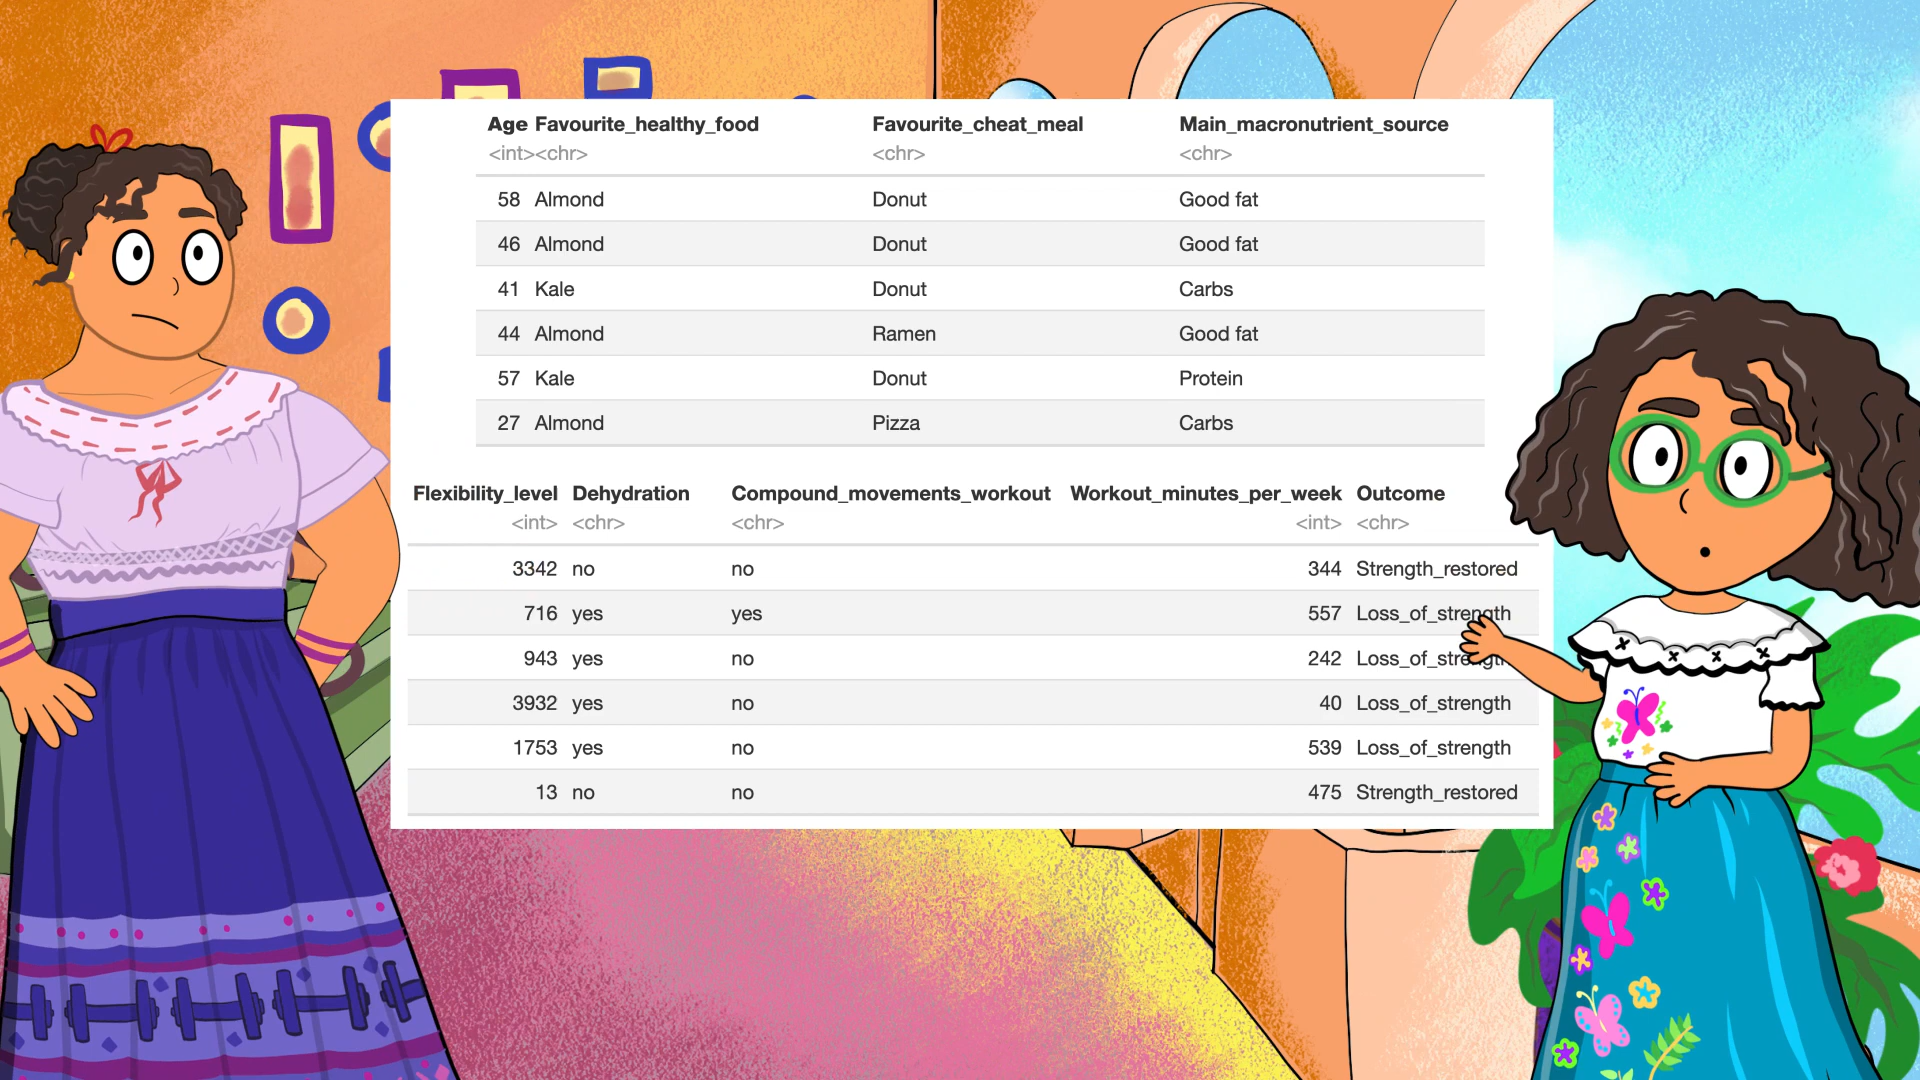 Age Favourite_healthy_food Favourite_cheat_meal Main_macronutrient_source
<int><chr> <chr> <chr>
58 Almond Donut Good fat
46 Almond Donut Good fat
41 Kale Donut Carbs
44 Almond Ramen Good fat
57 Kale Donut Protein
27 Almond Pizza Carbs
Flexibility_level Dehydration Compound_movements_workout Workout_minutes_per_week Outcome
<int> <chr> <chr> <int> <chr>
3342 no no 344 Strength_restored
716 yes yes 557 Loss_of_strength
943 yes no 242 Loss_of_strength
3932 yes no 40 Loss_of_strength
1753 yes no 539 Loss_of_strength
13 no no 475 Strength_restored